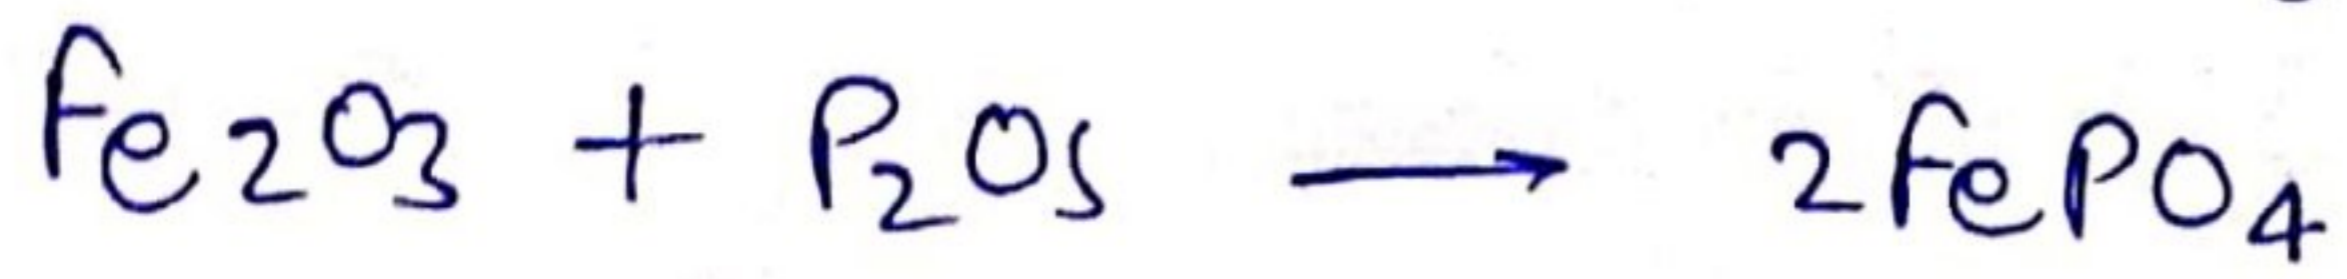 Fe₂O₃ + P₂O₅ ⟶ 2FePO₄